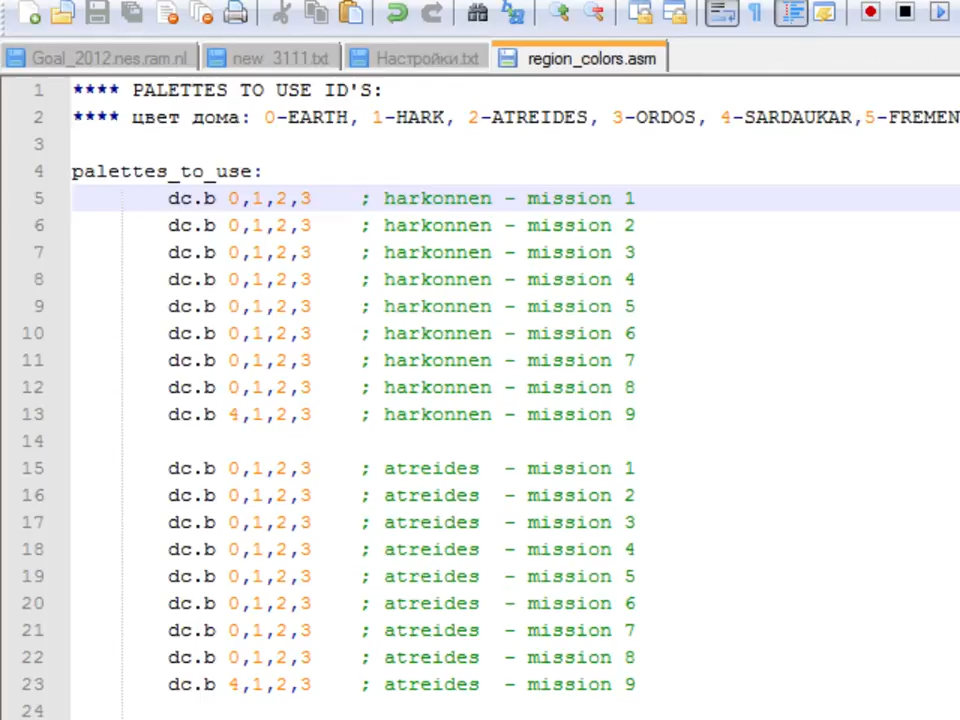 Goal_2012.nes.ram.nl new 3111.txt Настройки.txt region_colors.asm
1 **** PALETTES TO USE ID'S:
2 **** цвет дома: 0-EARTH, 1-HARK, 2-ATREIDES, 3-ORDOS, 4-SARDAUKAR,5-FREMEN
3
4 palettes_to_use:
5 dc.b 0,1,2,3 ; harkonnen - mission 1
6 dc.b 0,1,2,3 ; harkonnen - mission 2
7 dc.b 0,1,2,3 ; harkonnen - mission 3
8 dc.b 0,1,2,3 ; harkonnen - mission 4
9 dc.b 0,1,2,3 ; harkonnen - mission 5
10 dc.b 0,1,2,3 ; harkonnen - mission 6
11 dc.b 0,1,2,3 ; harkonnen - mission 7
12 dc.b 0,1,2,3 ; harkonnen - mission 8
13 dc.b 4,1,2,3 ; harkonnen - mission 9
14
15 dc.b 0,1,2,3 ; atreides - mission 1
16 dc.b 0,1,2,3 ; atreides - mission 2
17 dc.b 0,1,2,3 ; atreides - mission 3
18 dc.b 0,1,2,3 ; atreides - mission 4
19 dc.b 0,1,2,3 ; atreides - mission 5
20 dc.b 0,1,2,3 ; atreides - mission 6
21 dc.b 0,1,2,3 ; atreides - mission 7
22 dc.b 0,1,2,3 ; atreides - mission 8
23 dc.b 4,1,2,3 ; atreides - mission 9
24